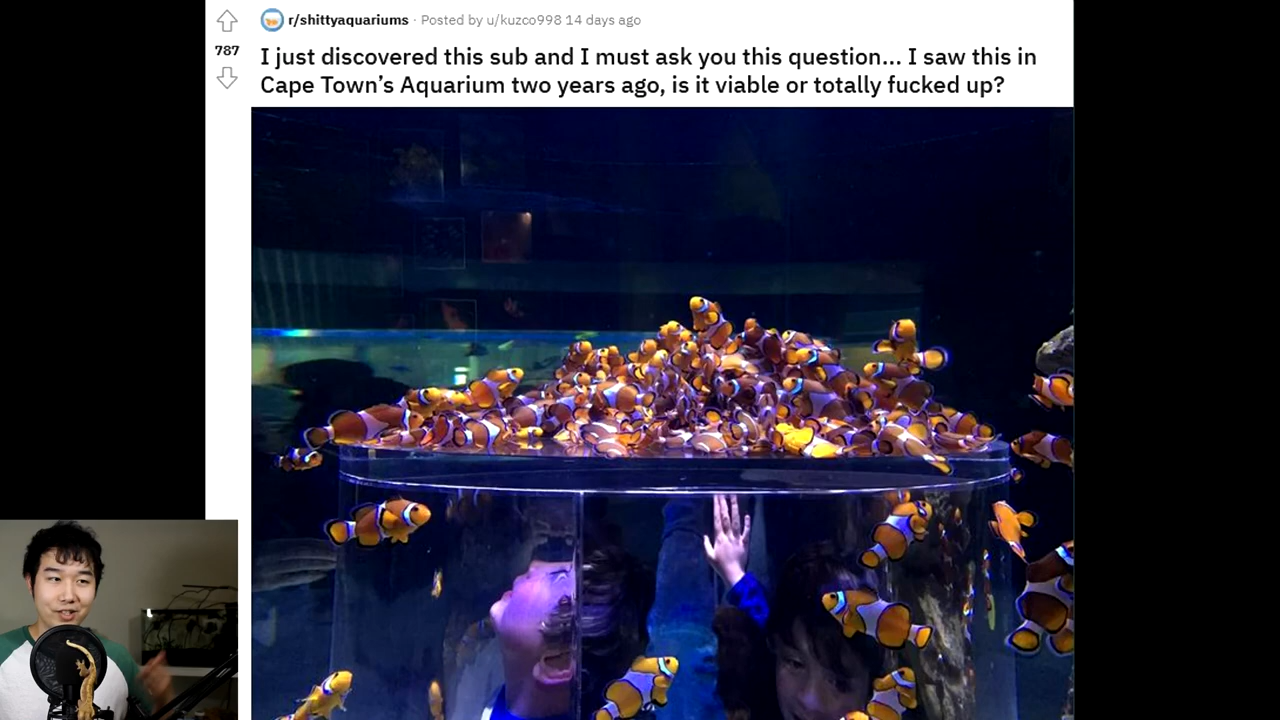 r/shittyaquariums · Posted by u/kuzco998 14 days ago
787
I just discovered this sub and I must ask you this question... I saw this in
Cape Town’s Aquarium two years ago, is it viable or totally fucked up?